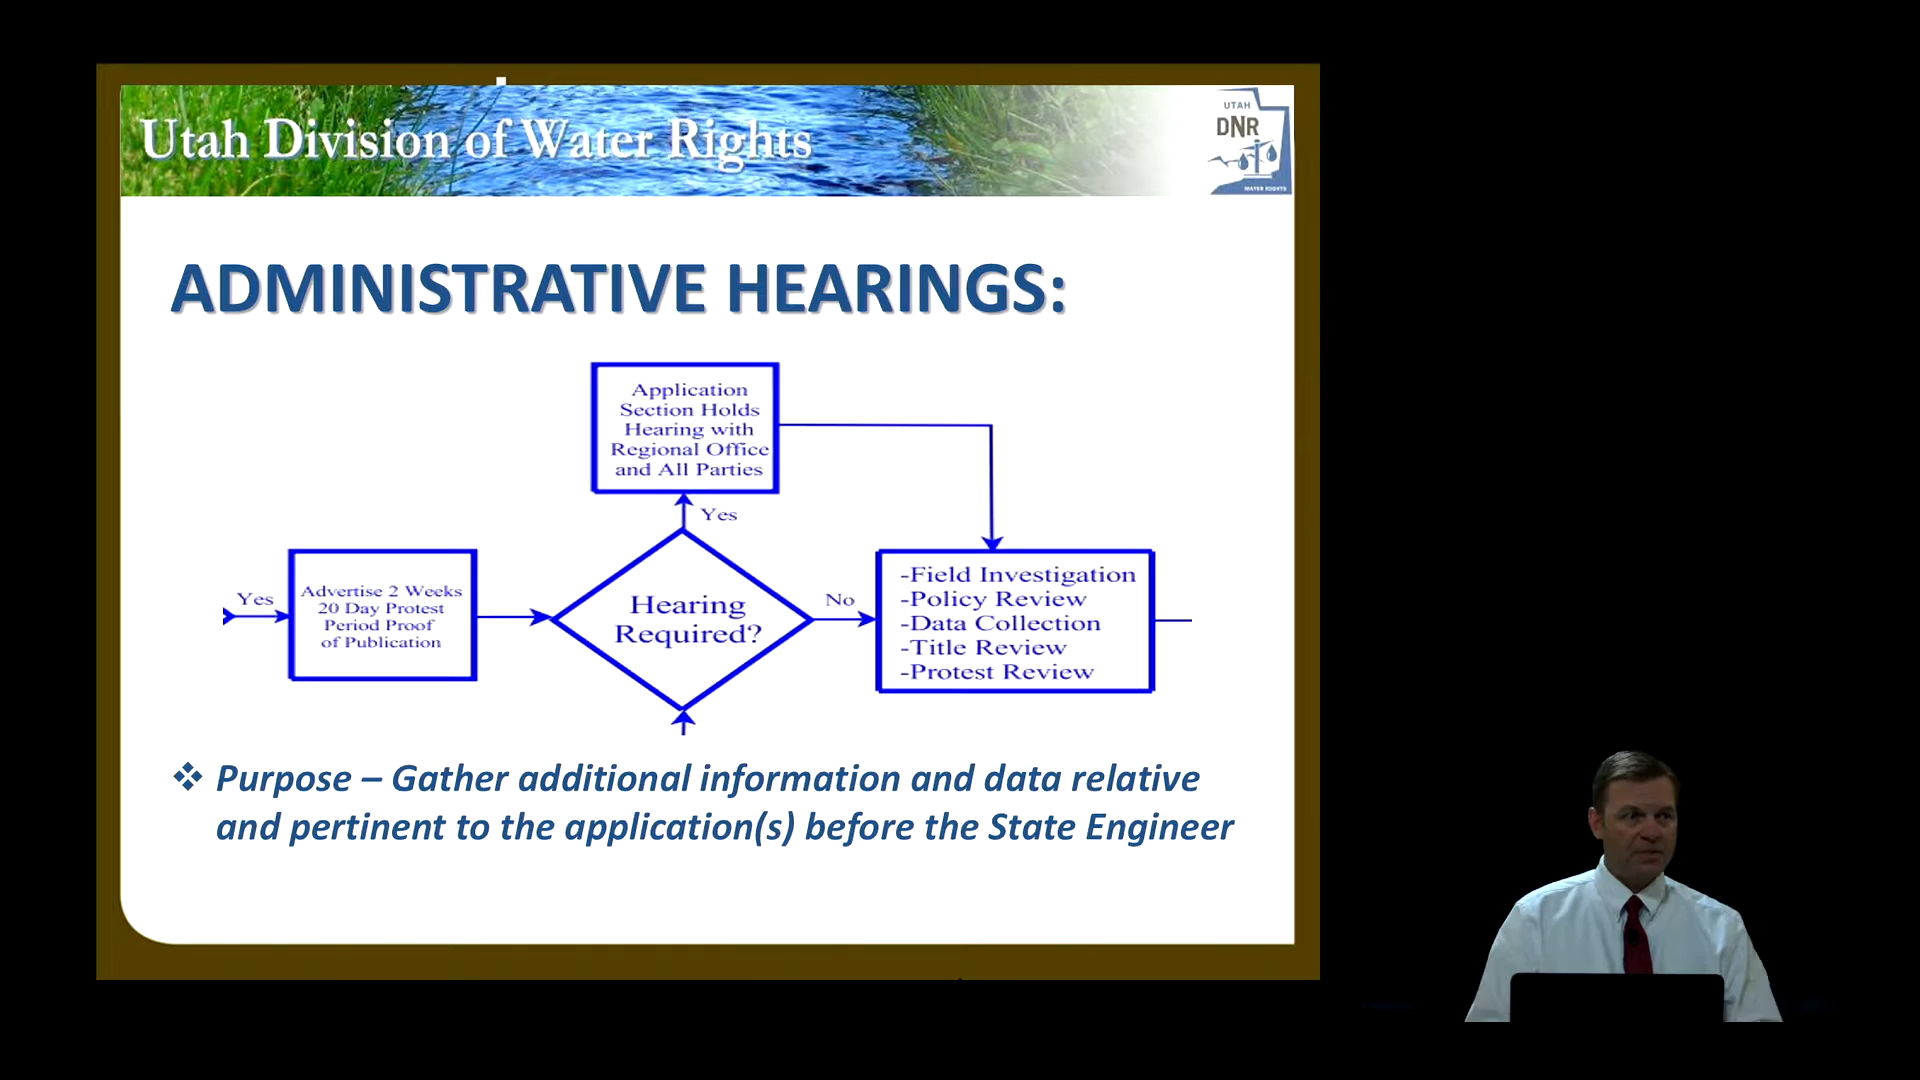 Utah Division of Water Rights
UTAH
DNR
WATER RIGHTS
ADMINISTRATIVE HEARINGS:
Application
Section Holds
Hearing with
Regional Office
and All Parties
Yes
Yes
Advertise 2 Weeks
20 Day Protest
Period Proof
of Publication
Hearing
Required?
No
-Field Investigation
-Policy Review
-Data Collection
-Title Review
-Protest Review
❖ Purpose – Gather additional information and data relative
and pertinent to the application(s) before the State Engineer